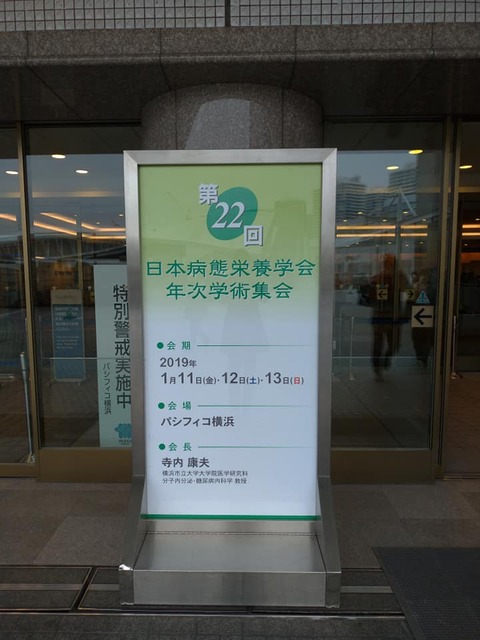 第22回
日本病態栄養学会
年次学術集会
●会期
2019年
1月11日(金)・12日(土)・13日(日)
●会場
パシフィコ横浜
●会長
寺内 康夫
横浜市立大学大学院医学研究科
分子内分泌・糖尿病内科学 教授
特別警戒実施中
パシフィコ横浜